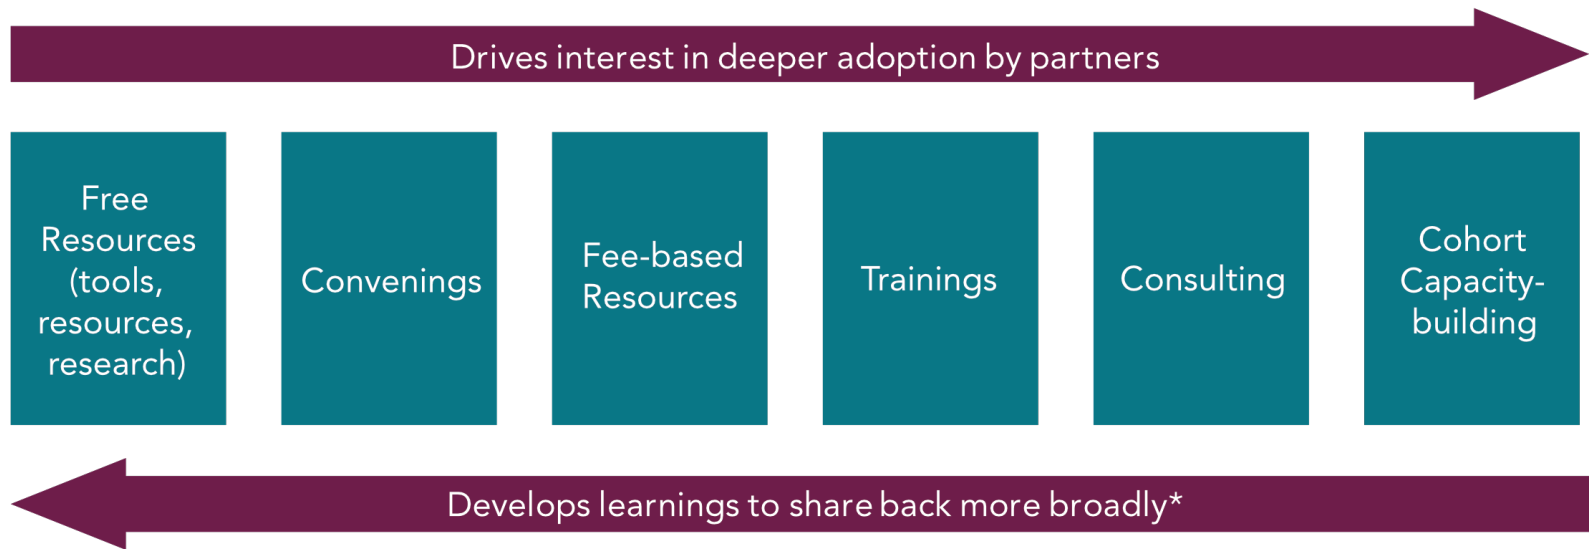 Drives interest in deeper adoption by partners
Free
Resources
(tools,
resources,
research)
Convenings
Fee-based
Resources
Trainings
Consulting
Cohort
Capacity-
building
Develops learnings to share back more broadly*